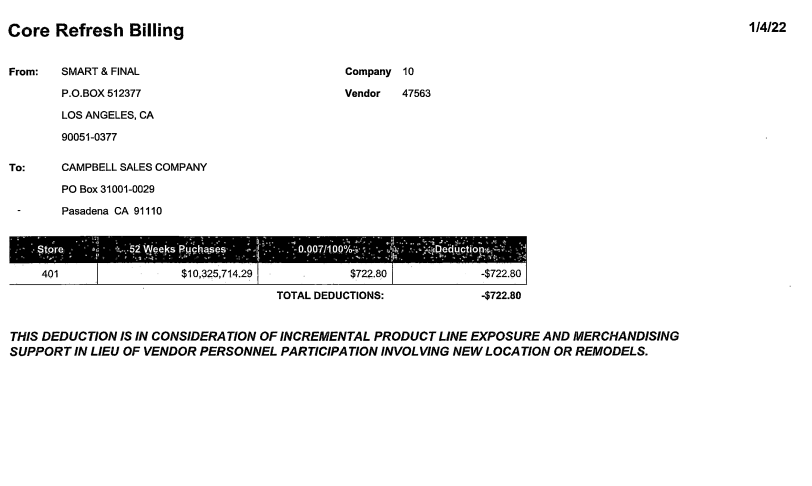 Core Refresh Billing 1/4/22
From: SMART & FINAL Company 10
P.O.BOX 512377 Vendor 47563
LOS ANGELES, CA
90051-0377
To: CAMPBELL SALES COMPANY
PO Box 31001-0029
- Pasadena CA 91110
Store 52 Weeks Puchases 0.007/100% Deduction
401 $10,325,714.29 $722.80 -$722.80
TOTAL DEDUCTIONS: -$722.80
THIS DEDUCTION IS IN CONSIDERATION OF INCREMENTAL PRODUCT LINE EXPOSURE AND MERCHANDISING
SUPPORT IN LIEU OF VENDOR PERSONNEL PARTICIPATION INVOLVING NEW LOCATION OR REMODELS.